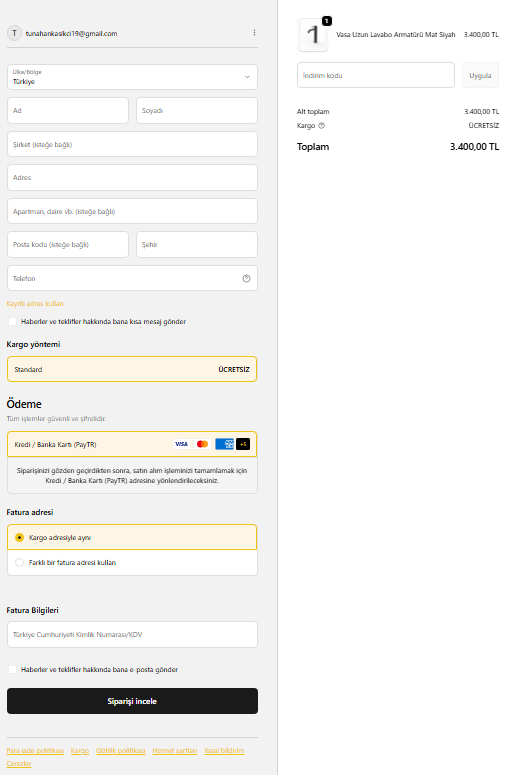 T tunahankasikci19@gmail.com
Ülke/Bölge
Türkiye
Ad Soyadı
Şirket (isteğe bağlı)
Adres
Apartman, daire vb. (isteğe bağlı)
Posta kodu (isteğe bağlı) Şehir
Telefon
Kayıtlı adres kullan
Haberler ve teklifler hakkında bana kısa mesaj gönder
Kargo yöntemi
Standard ÜCRETSİZ
Ödeme
Tüm işlemler güvenli ve şifrelidir.
Kredi / Banka Kartı (PayTR) VISA +5
Siparişinizi gözden geçirdikten sonra, satın alım işleminizi tamamlamak için
Kredi / Banka Kartı (PayTR) adresine yönlendirileceksiniz.
Fatura adresi
Kargo adresiyle aynı
Farklı bir fatura adresi kullan
Fatura Bilgileri
Türkiye Cumhuriyeti Kimlik Numarası/KDV
Haberler ve teklifler hakkında bana e-posta gönder
Siparişi incele
Para iade politikası Kargo Gizlilik politikası Hizmet şartları Yasal bildirim
Çerezler
1
Vasa Uzun Lavabo Armatürü Mat Siyah 3.400,00 TL
İndirim kodu Uygula
Alt toplam 3.400,00 TL
Kargo ÜCRETSİZ
Toplam 3.400,00 TL